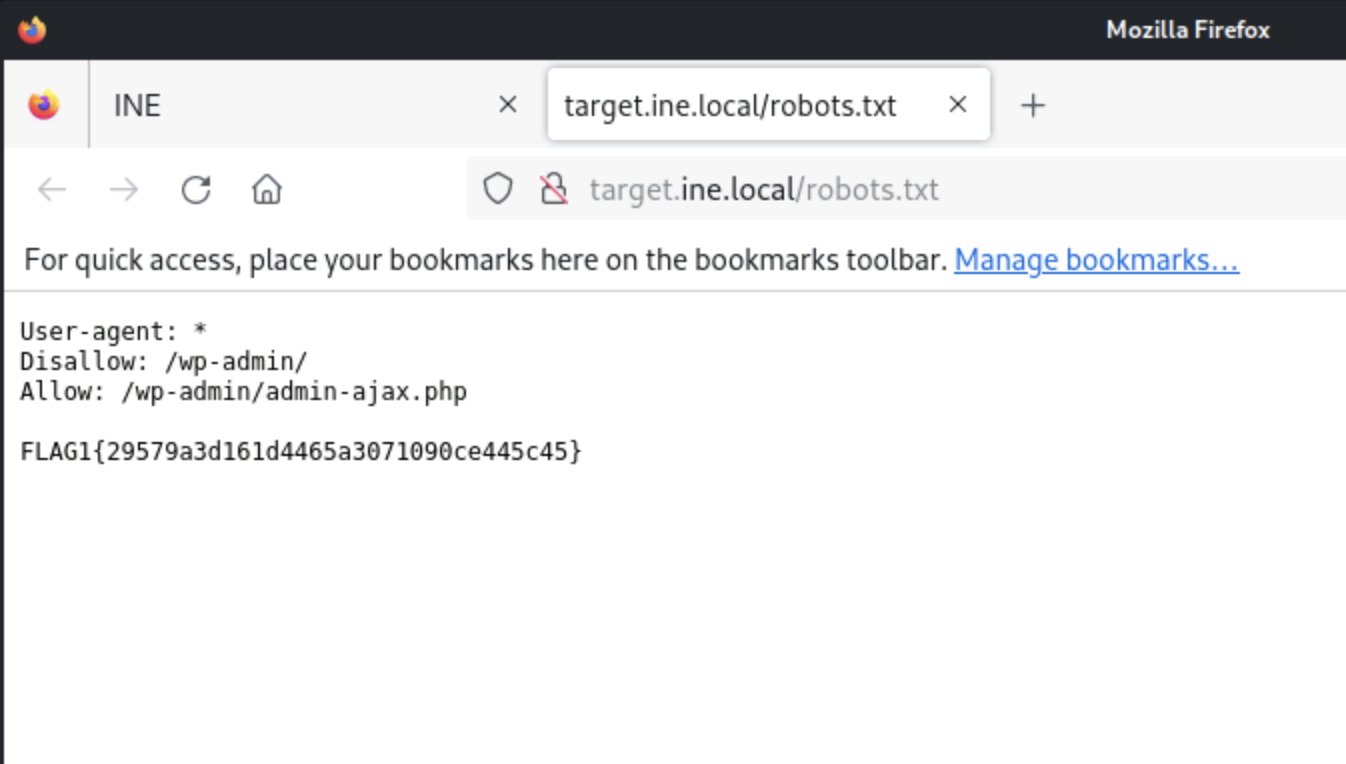 Mozilla Firefox
INE
target.ine.local/robots.txt
target.ine.local/robots.txt
For quick access, place your bookmarks here on the bookmarks toolbar. Manage bookmarks...
User-agent: *
Disallow: /wp-admin/
Allow: /wp-admin/admin-ajax.php
FLAG1{29579a3d161d4465a3071090ce445c45}